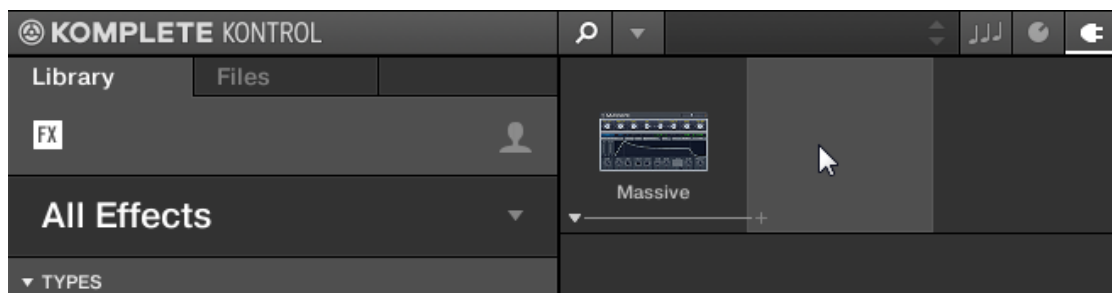 KOMPLETE KONTROL
Library Files
FX
All Effects
TYPES
Massive
+